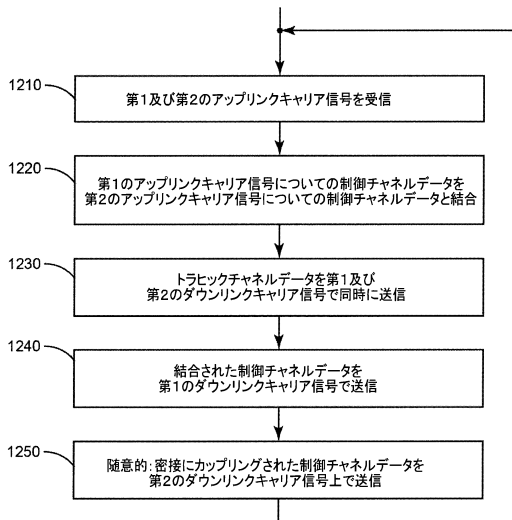 1210
第1及び第2のアップリンクキャリア信号を受信
1220
第1のアップリンクキャリア信号についての制御チャネルデータを
第2のアップリンクキャリア信号についての制御チャネルデータと結合
1230
トラヒックチャネルデータを第1及び
第2のダウンリンクキャリア信号で同時に送信
1240
結合された制御チャネルデータを
第1のダウンリンクキャリア信号で送信
1250
随意的:密接にカップリングされた制御チャネルデータを
第2のダウンリンクキャリア信号上で送信